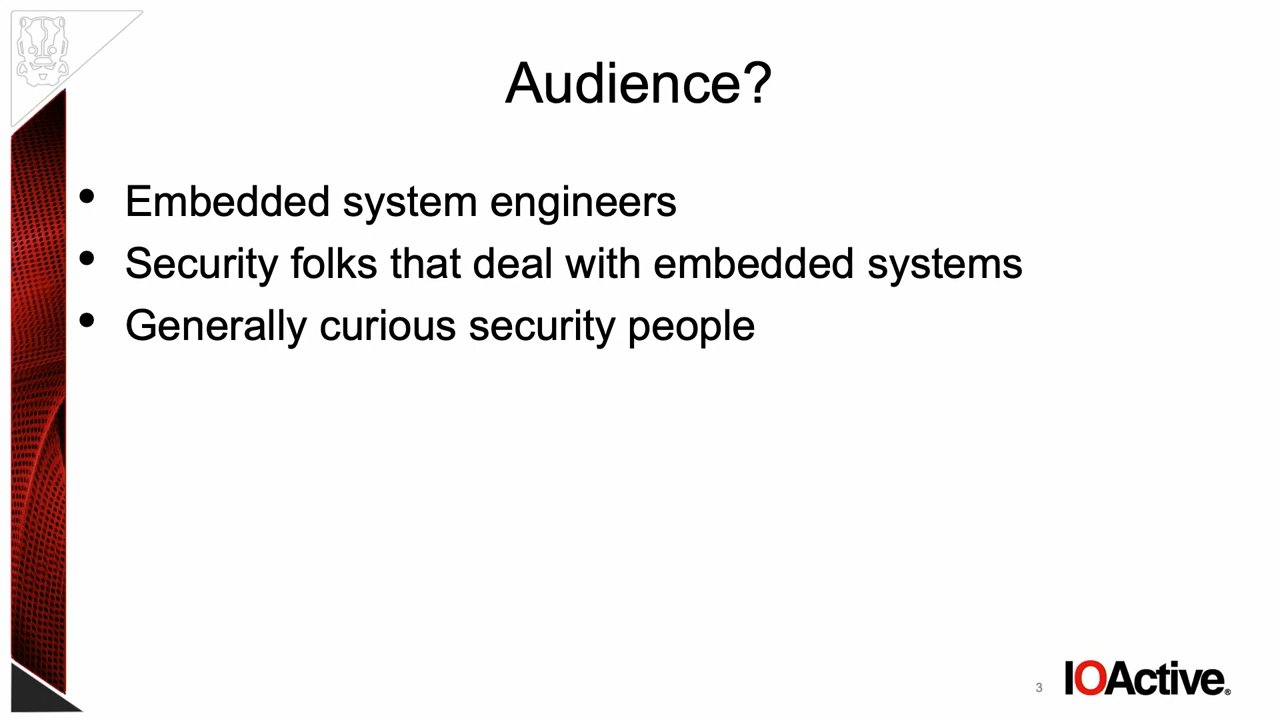 Audience?
• Embedded system engineers
• Security folks that deal with embedded systems
• Generally curious security people
3
IOActive®